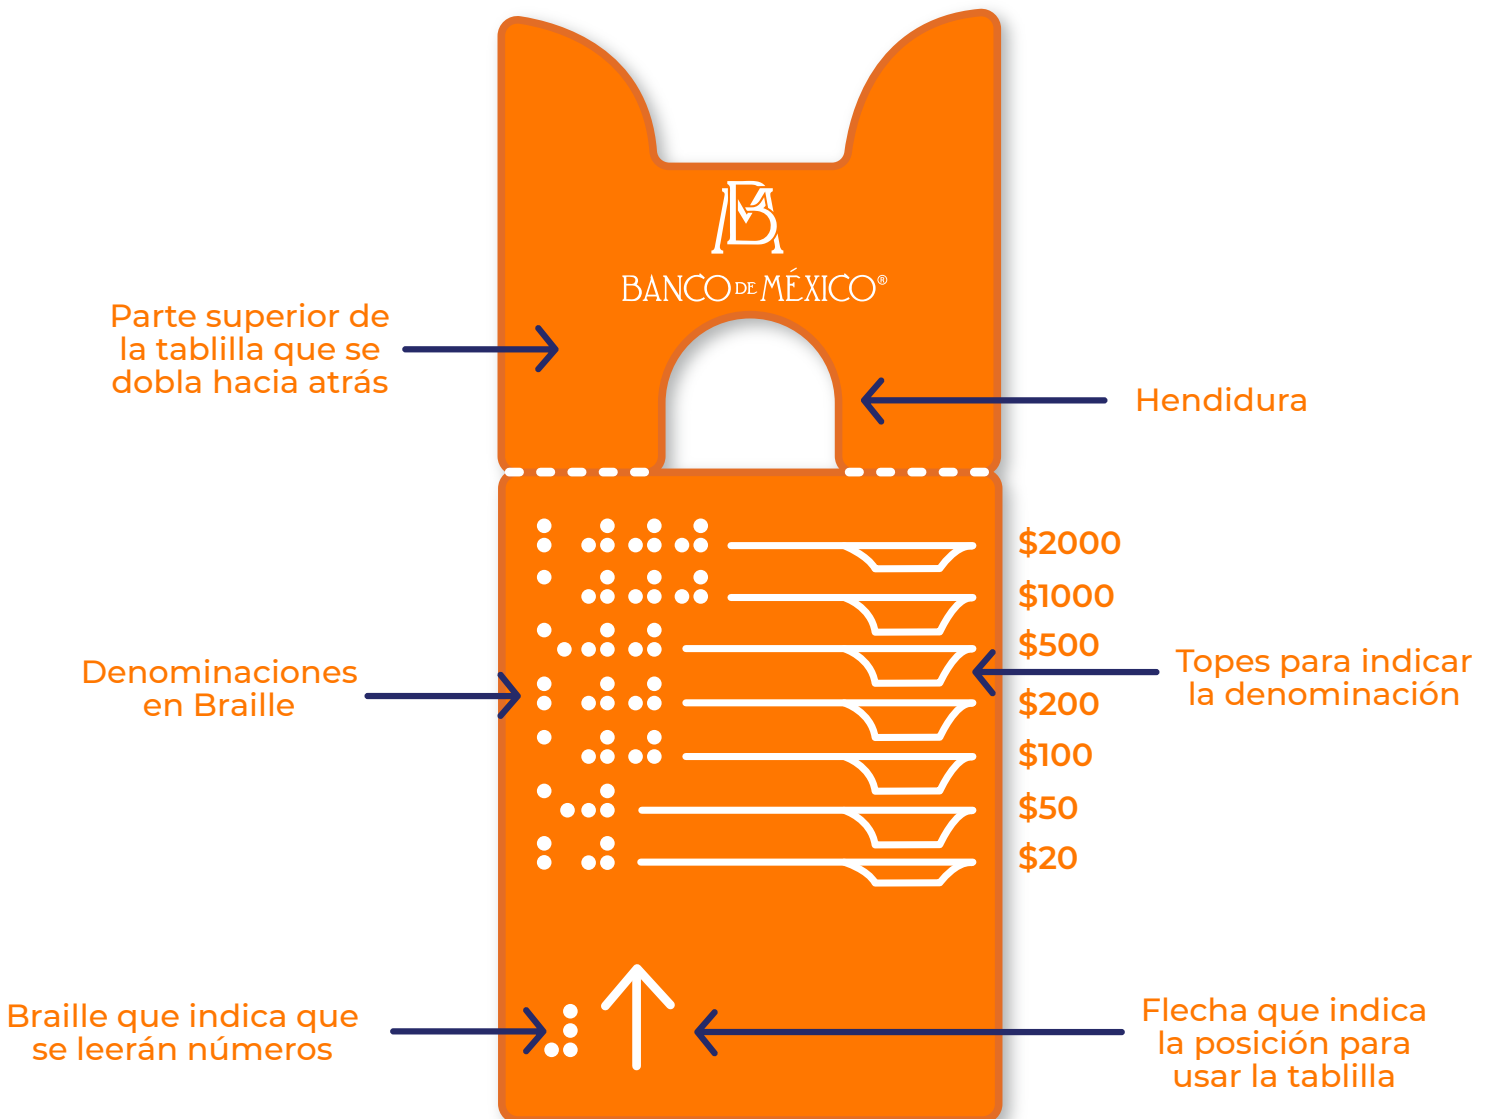 BANCO DE MÉXICO®
Parte superior de
la tablilla que se
dobla hacia atrás
Hendidura
$2000
$1000
$500
$200
$100
$50
$20
Denominaciones
en Braille
Topes para indicar
la denominación
Braille que indica que
se leerán números
Flecha que indica
la posición para
usar la tablilla